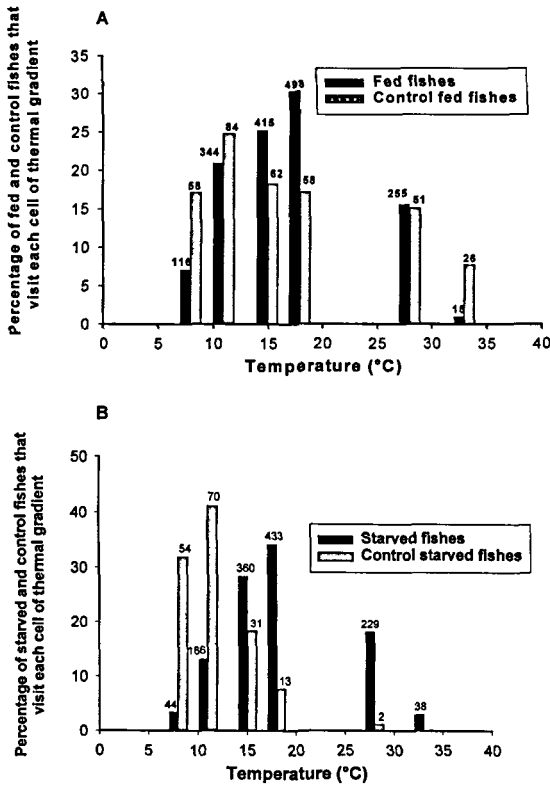 A
Percentage of fed and control fishes that
visit each cell of thermal gradient
35
30
25
20
15
10
5
0
Fed fishes
Control fed fishes
116
58
344
84
415
62
498
58
255
51
15
26
0 5 10 15 20 25 30 35 40
Temperature (°C)
B
Percentage of starved and control fishes that
visit each cell of thermal gradient
50
40
30
20
10
0
Starved fishes
Control starved fishes
44
54
166
70
360
31
433
13
229
2
38
0 5 10 15 20 25 30 35 40
Temperature (°C)